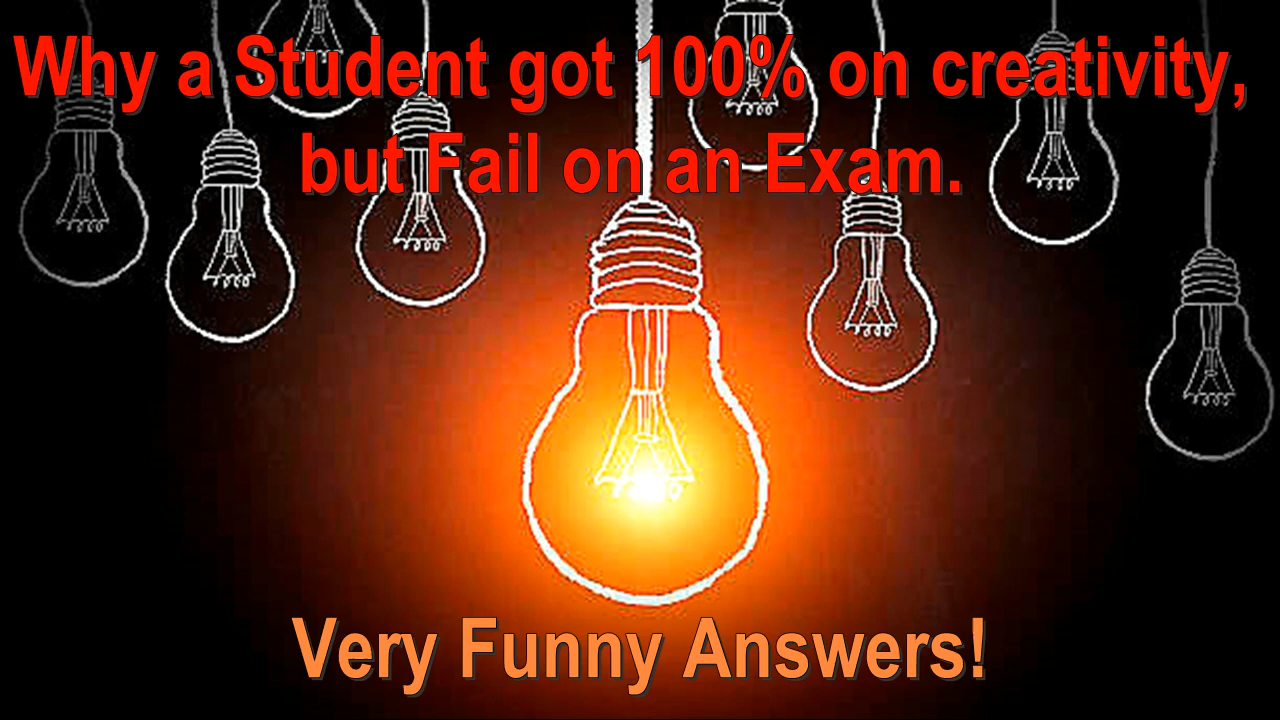 Why a Student got 100% on creativity,
but Fail on an Exam.
Very Funny Answers!